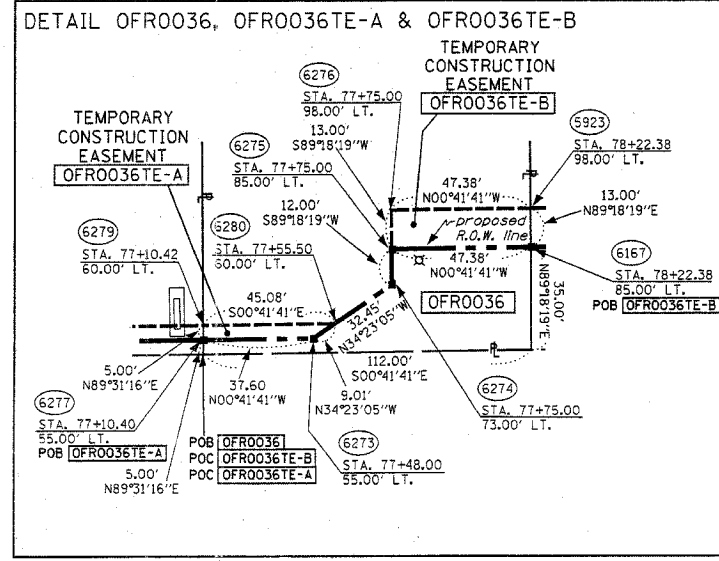 DETAIL OFR0036, OFR0036TE-A & OFR0036TE-B
TEMPORARY
CONSTRUCTION
EASEMENT
OFR0036TE-B
6276
STA. 77+75.00
98.00' LT.
13.00'
S89°18'19"W
TEMPORARY
CONSTRUCTION
EASEMENT
OFR0036TE-A
6275
STA. 77+75.00
85.00' LT.
12.00'
S89°18'19"W
5923
STA. 78+22.38
98.00' LT.
47.38'
N00°41'41"W
13.00'
N89°18'19"E
proposed
R.O.W. line
47.38'
N00°41'41"W
6279
STA. 77+10.42
60.00' LT.
6280
STA. 77+55.50
60.00' LT.
6167
STA. 78+22.38
85.00' LT.
POB OFR0036TE-B
45.08'
S00°41'41"E
32.45'
N34°23'05"W
OFR0036
35.00'
N89°18'19"E
112.00'
S00°41'41"E
PL
5.00'
N89°31'16"E
37.60
N00°41'41"W
9.01'
N34°23'05"W
6274
STA. 77+75.00
73.00' LT.
6277
STA. 77+10.40
55.00' LT.
POB OFR0036TE-A
5.00'
N89°31'16"E
POB OFR0036
POC OFR0036TE-B
POC OFR0036TE-A
6273
STA. 77+48.00
55.00' LT.